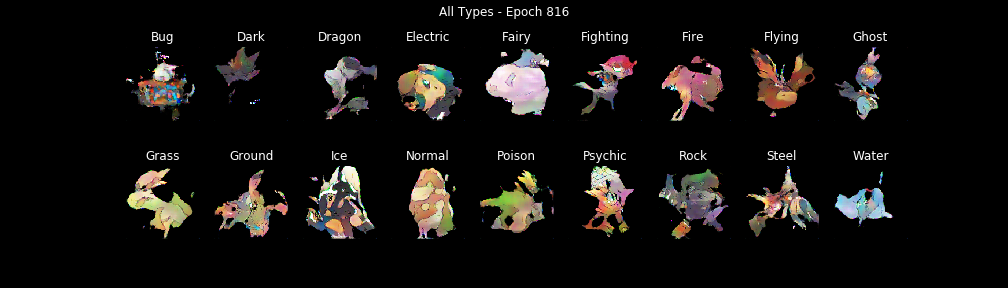 All Types - Epoch 816
Bug Dark Dragon Electric Fairy Fighting Fire Flying Ghost
Grass Ground Ice Normal Poison Psychic Rock Steel Water